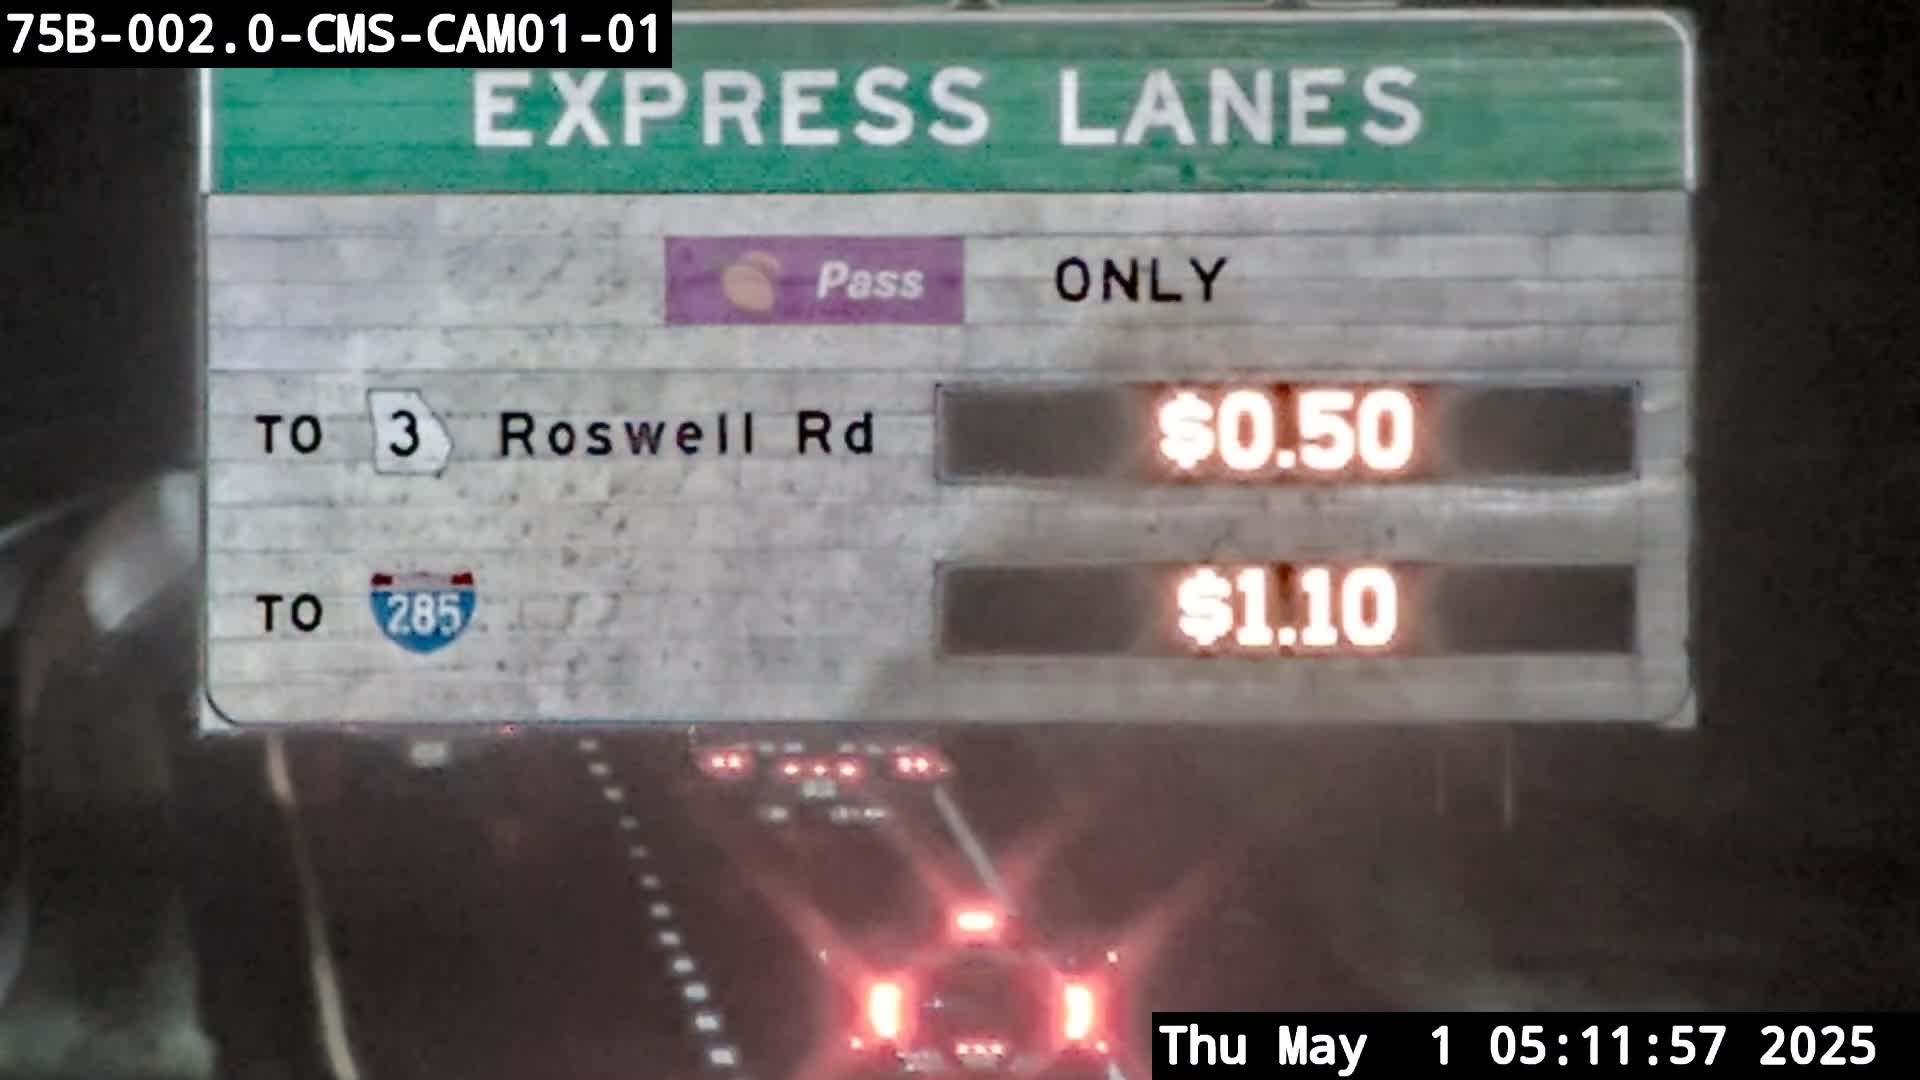 75B-002.0-CMS-CAM01-01
EXPRESS LANES
Pass ONLY
TO 3 Roswell Rd $0.50
TO 285 $1.10
Thu May 1 05:11:57 2025